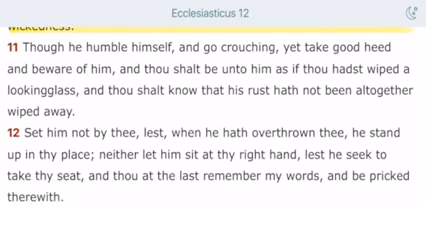 Ecclesiasticus 12
wickedness.
11 Though he humble himself, and go crouching, yet take good heed
and beware of him, and thou shalt be unto him as if thou hadst wiped a
lookingglass, and thou shalt know that his rust hath not been altogether
wiped away.
12 Set him not by thee, lest, when he hath overthrown thee, he stand
up in thy place; neither let him sit at thy right hand, lest he seek to
take thy seat, and thou at the last remember my words, and be pricked
therewith.